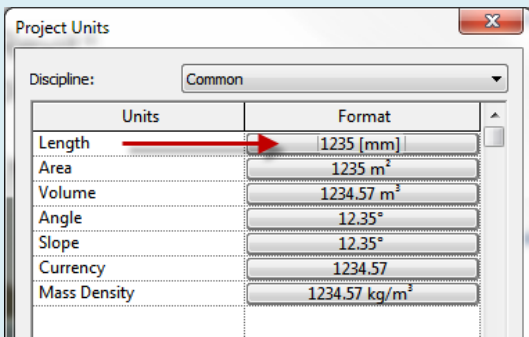 Project Units
Discipline: Common
Units Format
Length 1235 [mm]
Area 1235 m²
Volume 1234.57 m³
Angle 12.35°
Slope 12.35°
Currency 1234.57
Mass Density 1234.57 kg/m³